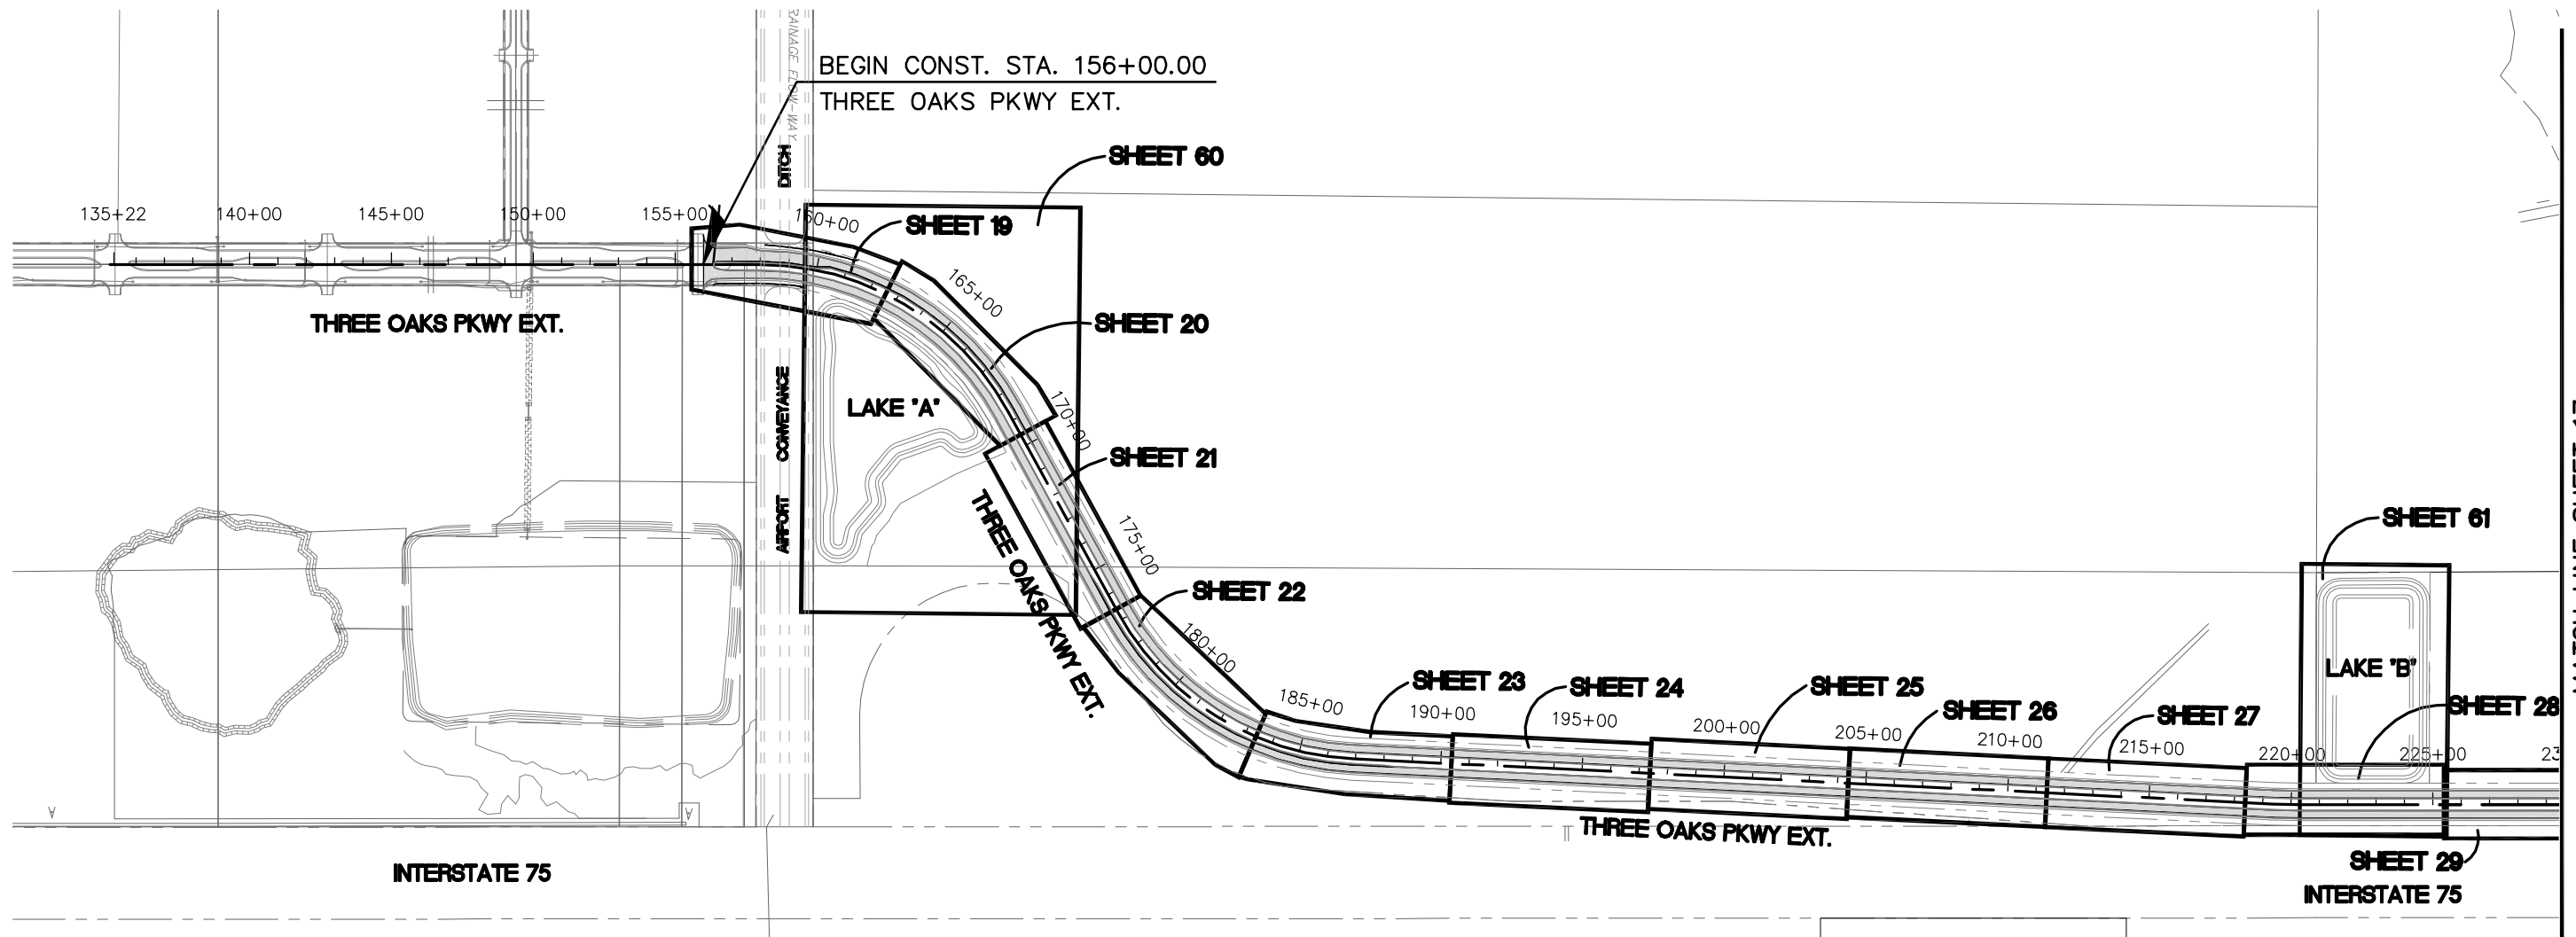 BEGIN CONST. STA. 156+00.00
THREE OAKS PKWY EXT.
DITCH
SHEET 60
135+22
140+00
145+00
150+00
155+00
160+00
SHEET 19
165+00
THREE OAKS PKWY EXT.
SHEET 20
LAKE "A"
AIRPORT CONVEYANCE
170+00
SHEET 21
THREE OAKS PKWY EXT.
175+00
SHEET 61
SHEET 22
180+00
LAKE "B"
SHEET 23
SHEET 24
SHEET 25
SHEET 26
SHEET 27
SHEET 28
185+00
190+00
195+00
200+00
205+00
210+00
215+00
220+00
225+00
THREE OAKS PKWY EXT.
SHEET 29
INTERSTATE 75
INTERSTATE 75